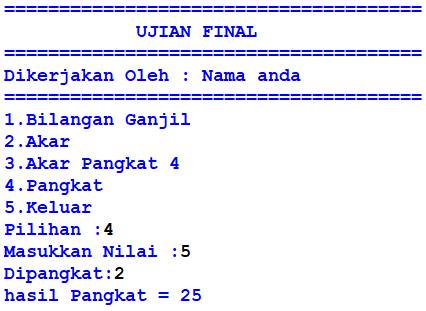 ======================================
UJIAN FINAL
======================================
Dikerjakan Oleh : Nama anda
======================================
1.Bilangan Ganjil
2.Akar
3.Akar Pangkat 4
4.Pangkat
5.Keluar
Pilihan :4
Masukkan Nilai :5
Dipangkat:2
hasil Pangkat = 25